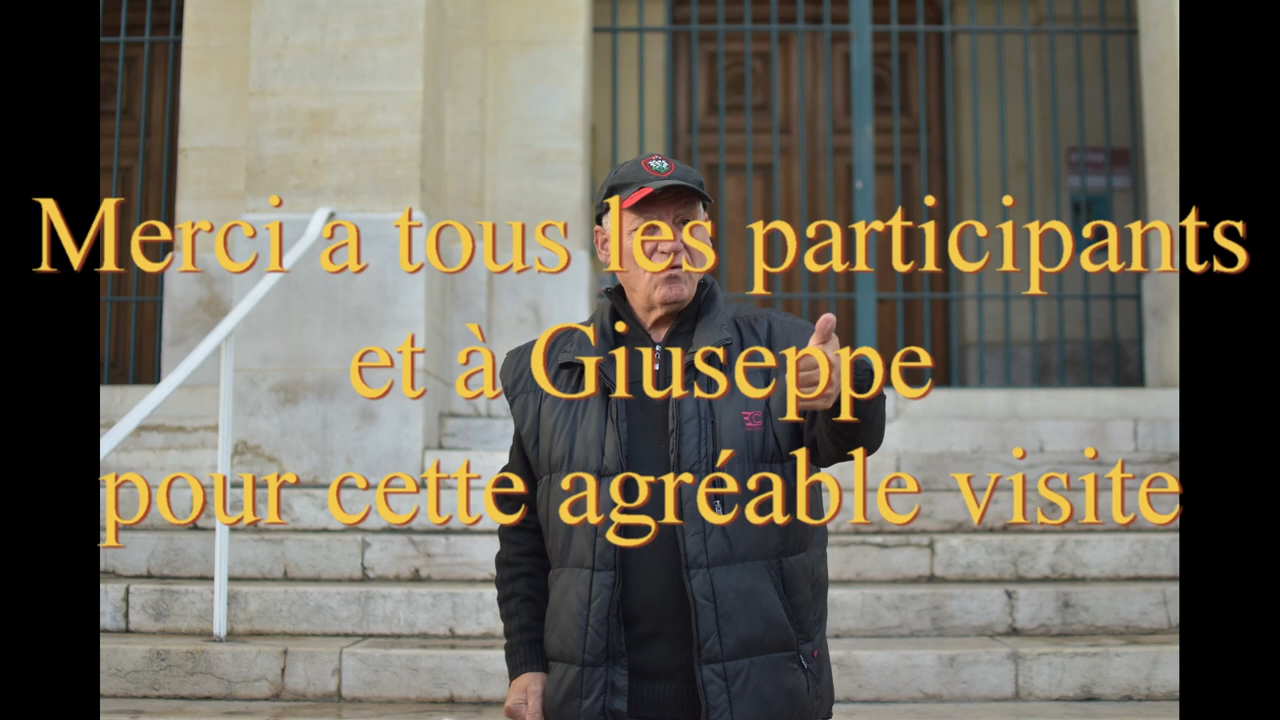 Merci a tous les participants
et à Giuseppe
pour cette agréable visite